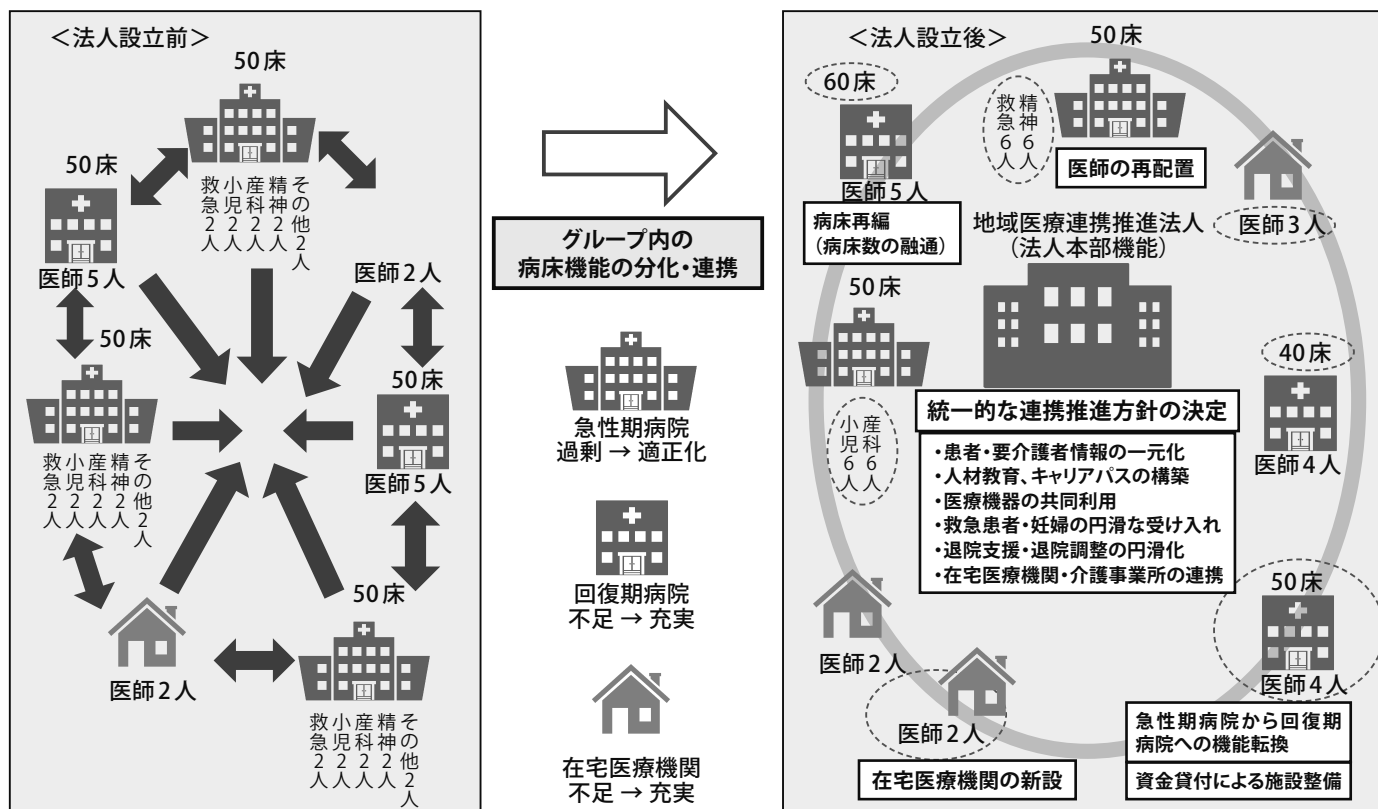 ＜法人設立前＞
50床
救急2人
小児2人
産科2人
精神2人
その他2人
50床
医師5人
医師2人
50床
救急2人
小児2人
産科2人
精神2人
その他2人
50床
医師5人
医師2人
50床
救急2人
小児2人
産科2人
精神2人
その他2人
グループ内の
病床機能の分化・連携
急性期病院
過剰 → 適正化
回復期病院
不足 → 充実
在宅医療機関
不足 → 充実
＜法人設立後＞
50床
精神6人
救急6人
医師の再配置
60床
医師5人
病床再編
（病床数の融通）
医師3人
地域医療連携推進法人
（法人本部機能）
50床
産科6人
小児6人
統一的な連携推進方針の決定
・患者・要介護者情報の一元化
・人材教育、キャリアパスの構築
・医療機器の共同利用
・救急患者・妊婦の円滑な受け入れ
・退院支援・退院調整の円滑化
・在宅医療機関・介護事業所の連携
40床
医師4人
50床
医師4人
急性期病院から回復期
病院への機能転換
資金貸付による施設整備
医師2人
医師2人
在宅医療機関の新設